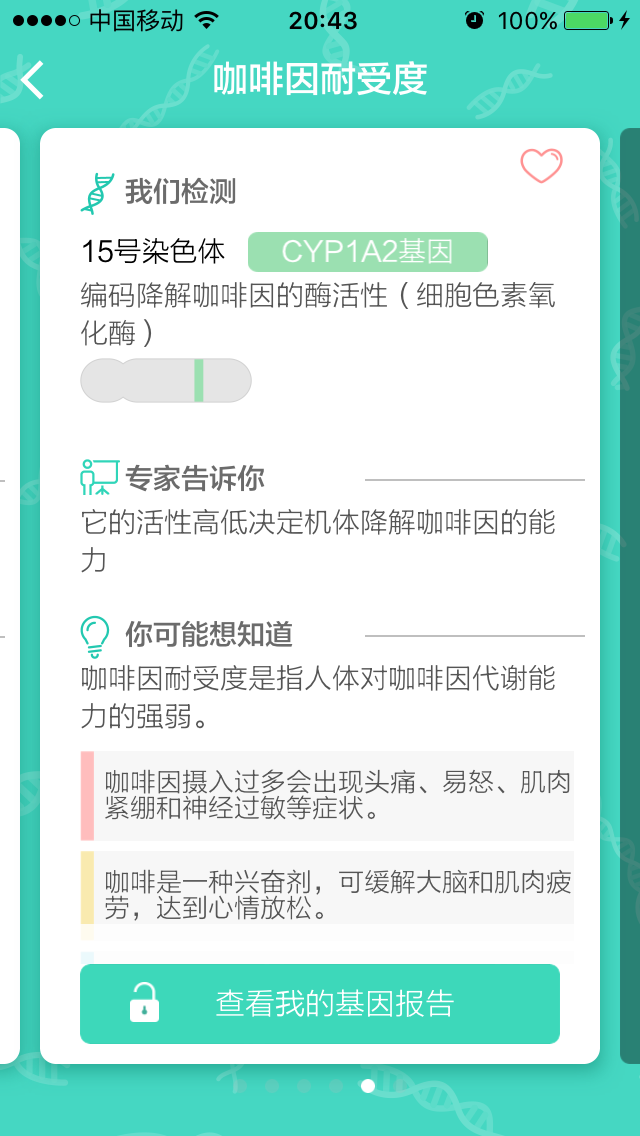 中国移动 20:43 100%
咖啡因耐受度
我们检测
15号染色体 CYP1A2基因
编码降解咖啡因的酶活性（细胞色素氧
化酶）
专家告诉你
它的活性高低决定机体降解咖啡因的能
力
你可能想知道
咖啡因耐受度是指人体对咖啡因代谢能
力的强弱。
咖啡因摄入过多会出现头痛、易怒、肌肉
紧绷和神经过敏等症状。
咖啡是一种兴奋剂，可缓解大脑和肌肉疲
劳，达到心情放松。
查看我的基因报告